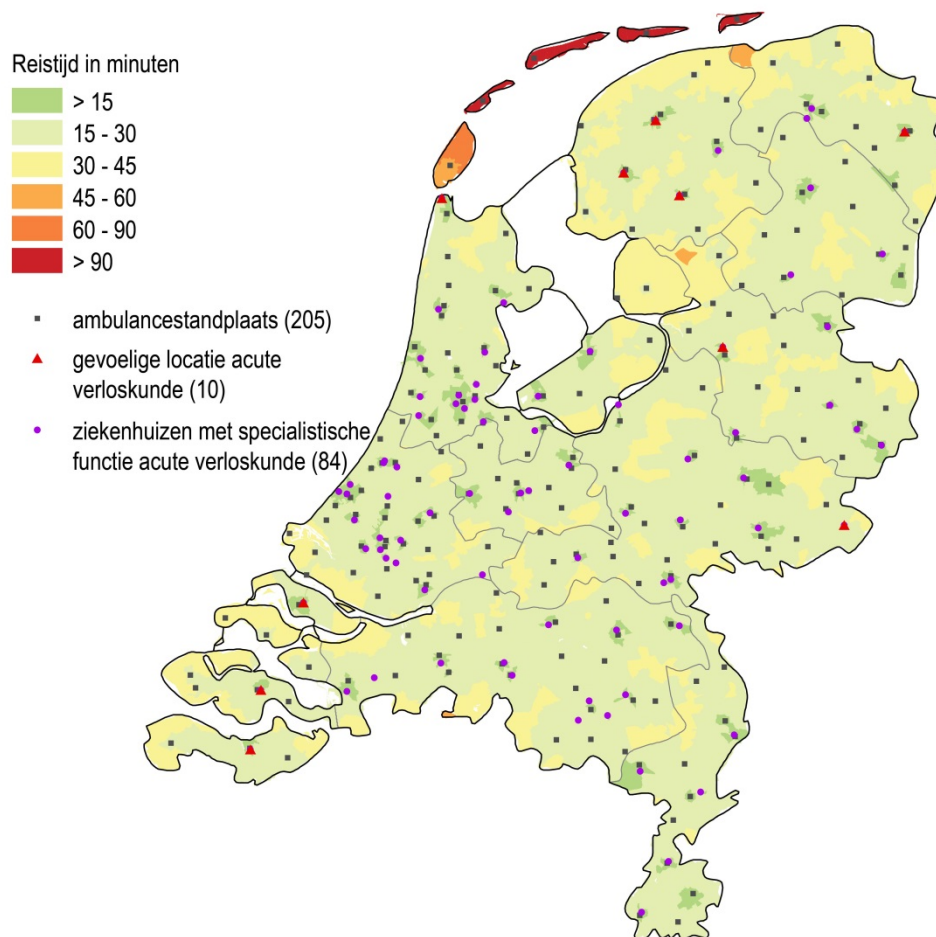 Reistijd in minuten
> 15
15 - 30
30 - 45
45 - 60
60 - 90
> 90
ambulancestandplaats (205)
gevoelige locatie acute
verloskunde (10)
ziekenhuizen met specialistische
functie acute verloskunde (84)